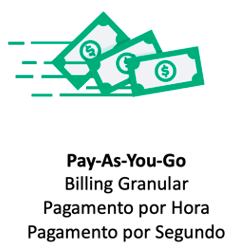 Pay-As-You-Go
Billing Granular
Pagamento por Hora
Pagamento por Segundo